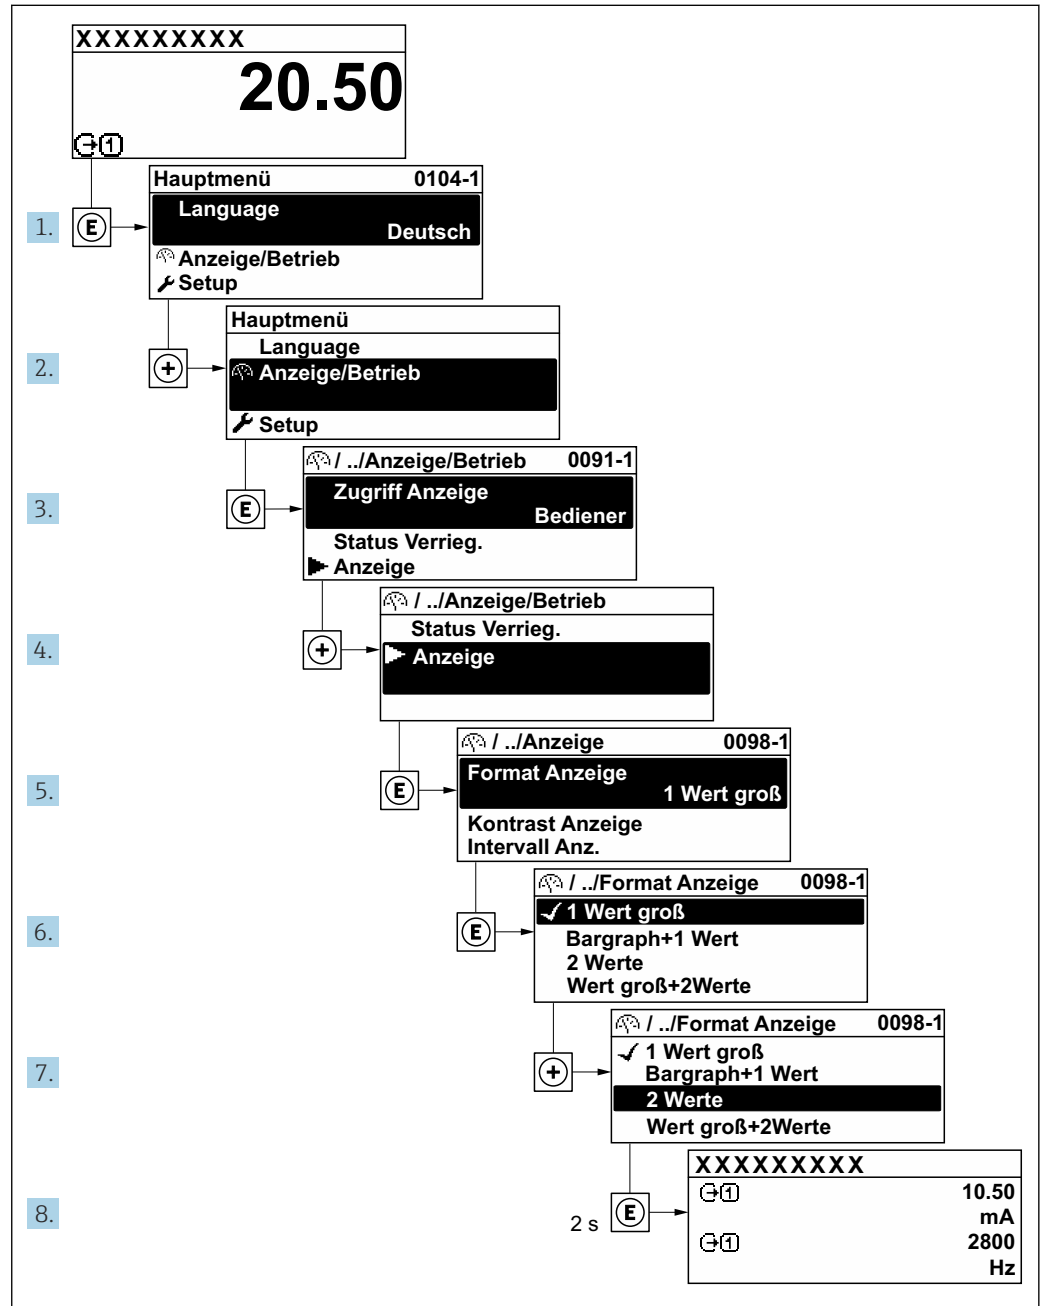 XXXXXXXXX
20.50
1
1.
E
Hauptmenü 0104-1
Language
Deutsch
Anzeige/Betrieb
Setup
2.
+
Hauptmenü
Language
Anzeige/Betrieb
Setup
3.
E
/ ../Anzeige/Betrieb 0091-1
Zugriff Anzeige
Bediener
Status Verrieg.
Anzeige
4.
+
/ ../Anzeige/Betrieb
Status Verrieg.
Anzeige
5.
E
/ ../Anzeige 0098-1
Format Anzeige
1 Wert groß
Kontrast Anzeige
Intervall Anz.
6.
E
/ ../Format Anzeige 0098-1
1 Wert groß
Bargraph+1 Wert
2 Werte
Wert groß+2Werte
7.
+
/ ../Format Anzeige 0098-1
1 Wert groß
Bargraph+1 Wert
2 Werte
Wert groß+2Werte
8.
2 s
E
XXXXXXXXX
1 10.50
mA
1 2800
Hz